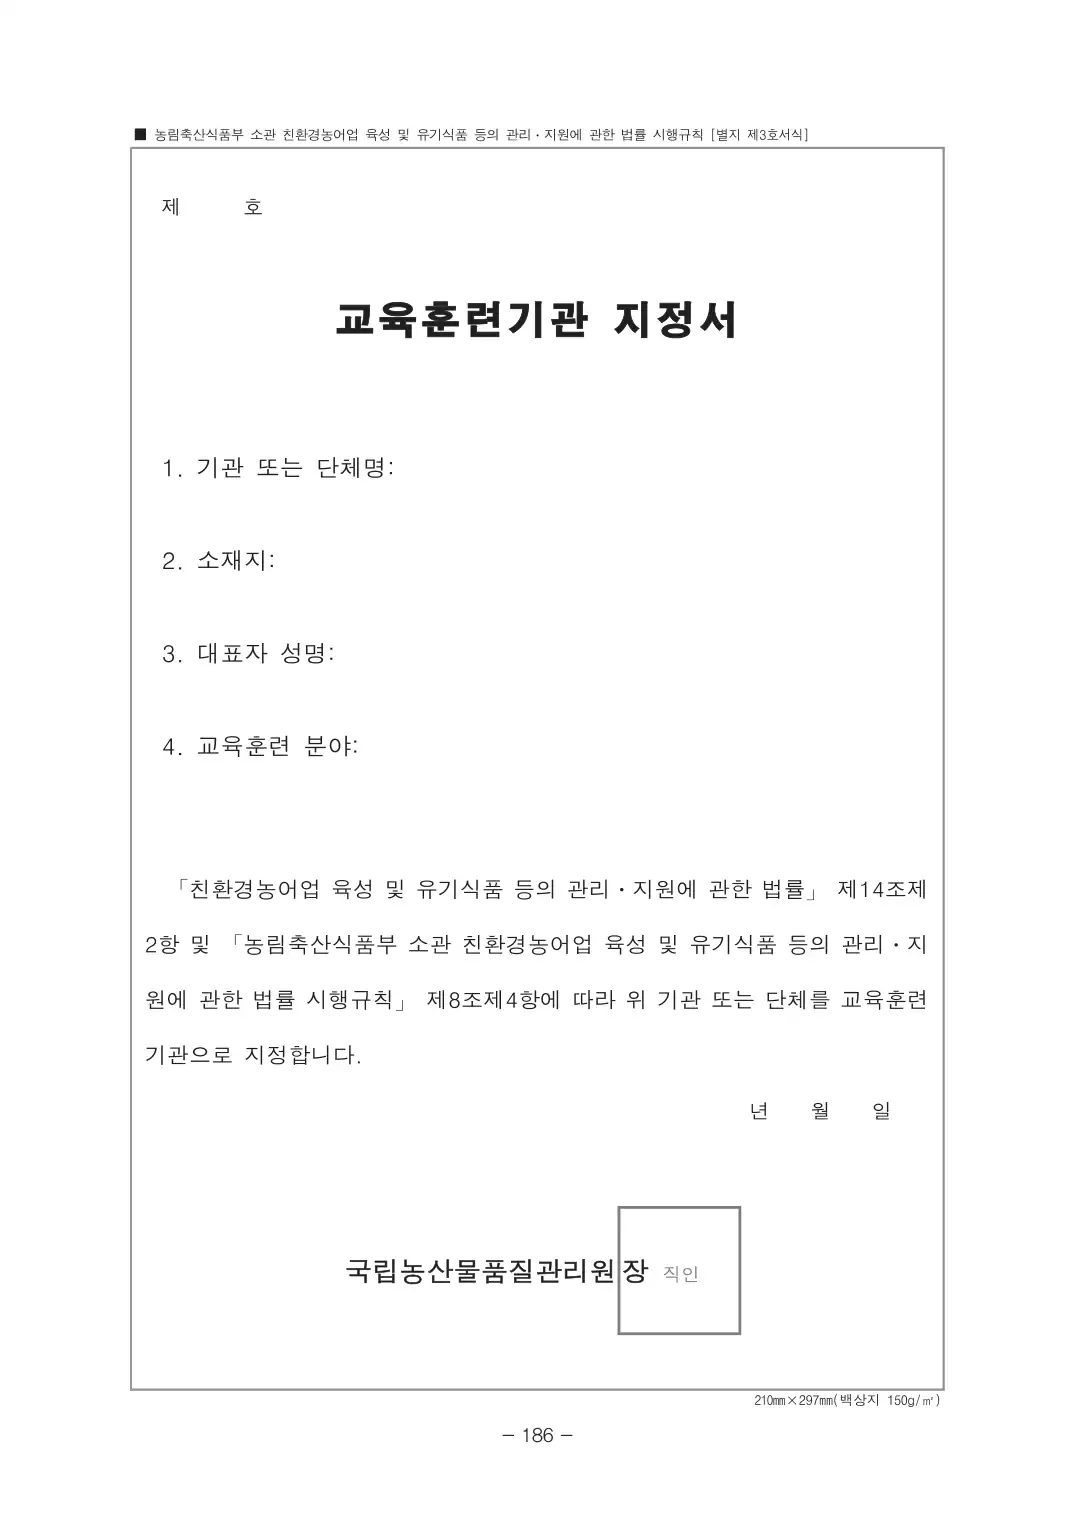 ■ 농림축산식품부 소관 친환경농어업 육성 및 유기식품 등의 관리ㆍ지원에 관한 법률 시행규칙 [별지 제3호서식]
제 호
교육훈련기관 지정서
1. 기관 또는 단체명:
2. 소재지:
3. 대표자 성명:
4. 교육훈련 분야:
「친환경농어업 육성 및 유기식품 등의 관리ㆍ지원에 관한 법률」 제14조제
2항 및 「농림축산식품부 소관 친환경농어업 육성 및 유기식품 등의 관리ㆍ지
원에 관한 법률 시행규칙」 제8조제4항에 따라 위 기관 또는 단체를 교육훈련
기관으로 지정합니다.
년 월 일
국립농산물품질관리원장 직인
210㎜×297㎜(백상지 150g/㎡)
- 186 -